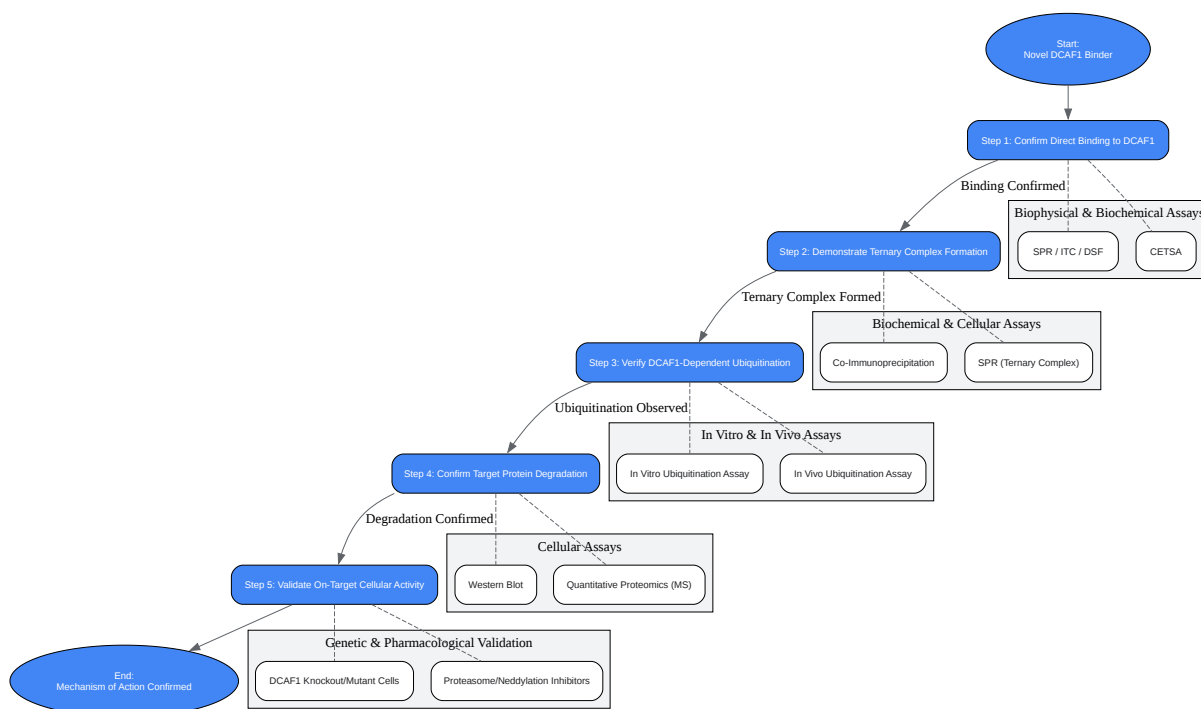 Start:
Novel DCAF1 Binder
Step 1: Confirm Direct Binding to DCAF1
Binding Confirmed
Biophysical & Biochemical Assays
SPR / ITC / DSF
CETSA
Step 2: Demonstrate Ternary Complex Formation
Ternary Complex Formed
Biochemical & Cellular Assays
Co-Immunoprecipitation
SPR (Ternary Complex)
Step 3: Verify DCAF1-Dependent Ubiquitination
Ubiquitination Observed
In Vitro & In Vivo Assays
In Vitro Ubiquitination Assay
In Vivo Ubiquitination Assay
Step 4: Confirm Target Protein Degradation
Degradation Confirmed
Cellular Assays
Western Blot
Quantitative Proteomics (MS)
Step 5: Validate On-Target Cellular Activity
Genetic & Pharmacological Validation
DCAF1 Knockout/Mutant Cells
Proteasome/Neddylation Inhibitors
End:
Mechanism of Action Confirmed